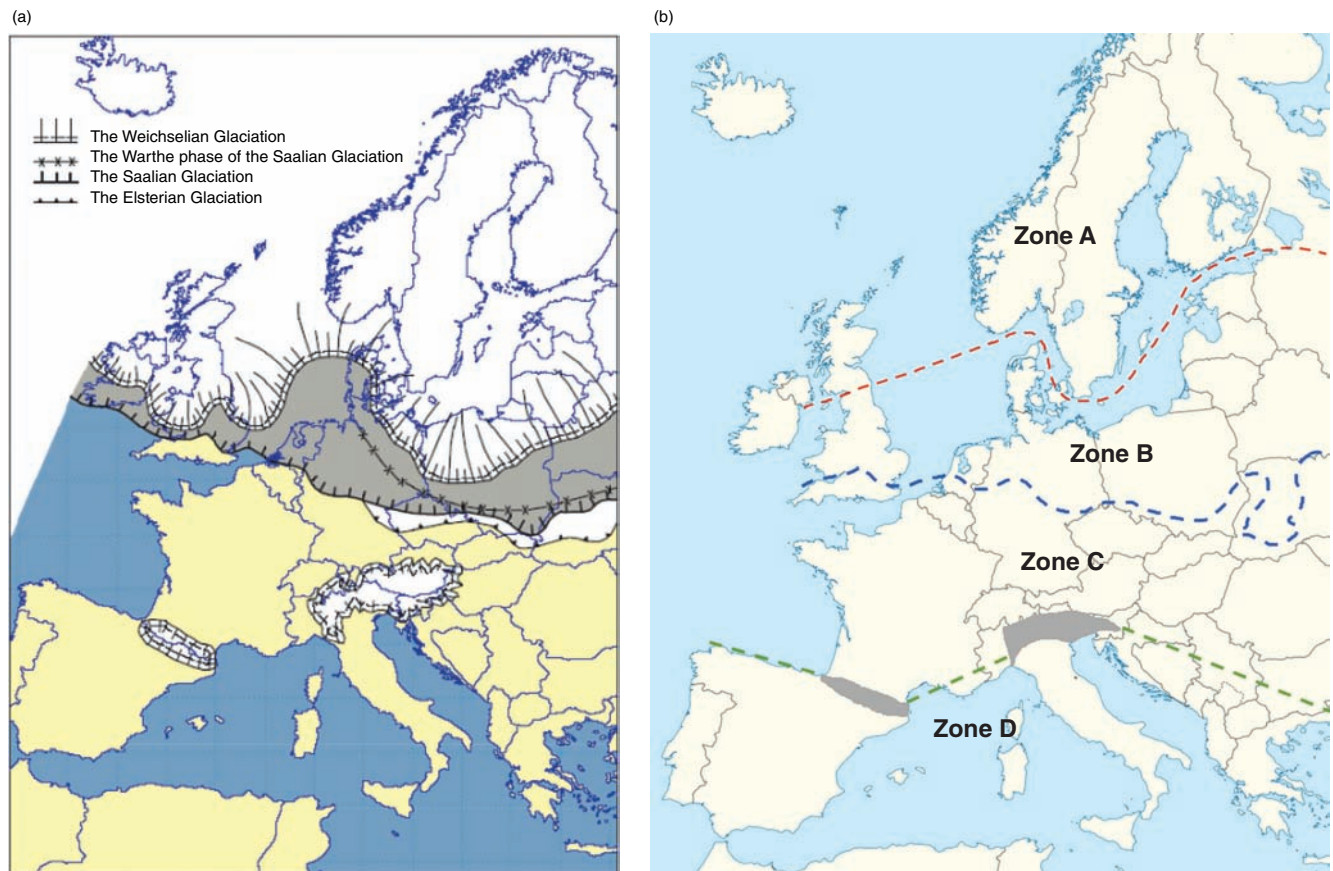 (a)
The Weichselian Glaciation
The Warthe phase of the Saalian Glaciation
The Saalian Glaciation
The Elsterian Glaciation
(b)
Zone A
Zone B
Zone C
Zone D